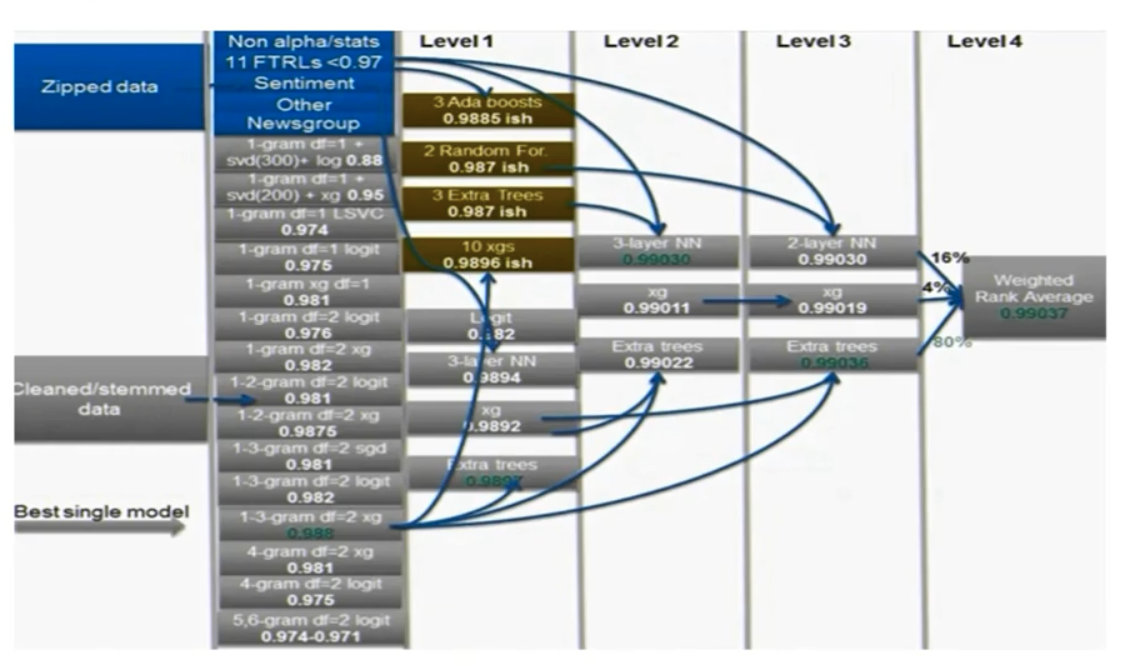 Zipped data
Cleaned/stemmed
data
Best single model
Non alpha/stats
11 FTRLs <0.97
Sentiment
Other
Newsgroup
1-gram df=1 +
svd(300)+ log 0.88
1-gram df=1 +
svd(200) + xg 0.95
1-gram df=1 LSVC
0.974
1-gram df=1 logit
0.975
1-gram xg df=1
0.981
1-gram df=2 logit
0.976
1-gram df=2 xg
0.982
1-2-gram df=2 logit
0.981
1-2-gram df=2 xg
0.9875
1-3-gram df=2 sgd
0.981
1-3-gram df=2 logit
0.982
1-3-gram df=2 xg
0.988
4-gram df=2 xg
0.981
4-gram df=2 logit
0.975
5,6-gram df=2 logit
0.974-0.971
Level 1
3 Ada boosts
0.9885 ish
2 Random For.
0.987 ish
3 Extra Trees
0.987 ish
10 xgs
0.9896 ish
Logit
3-layer NN
0.9894
xg
0.9892
Extra trees
Level 2
3-layer NN
0.99030
xg
0.99011
Extra trees
0.99022
Level 3
2-layer NN
0.99030
xg
0.99019
Extra trees
16%
4%
80%
Level 4
Weighted
Rank Average
0.99037